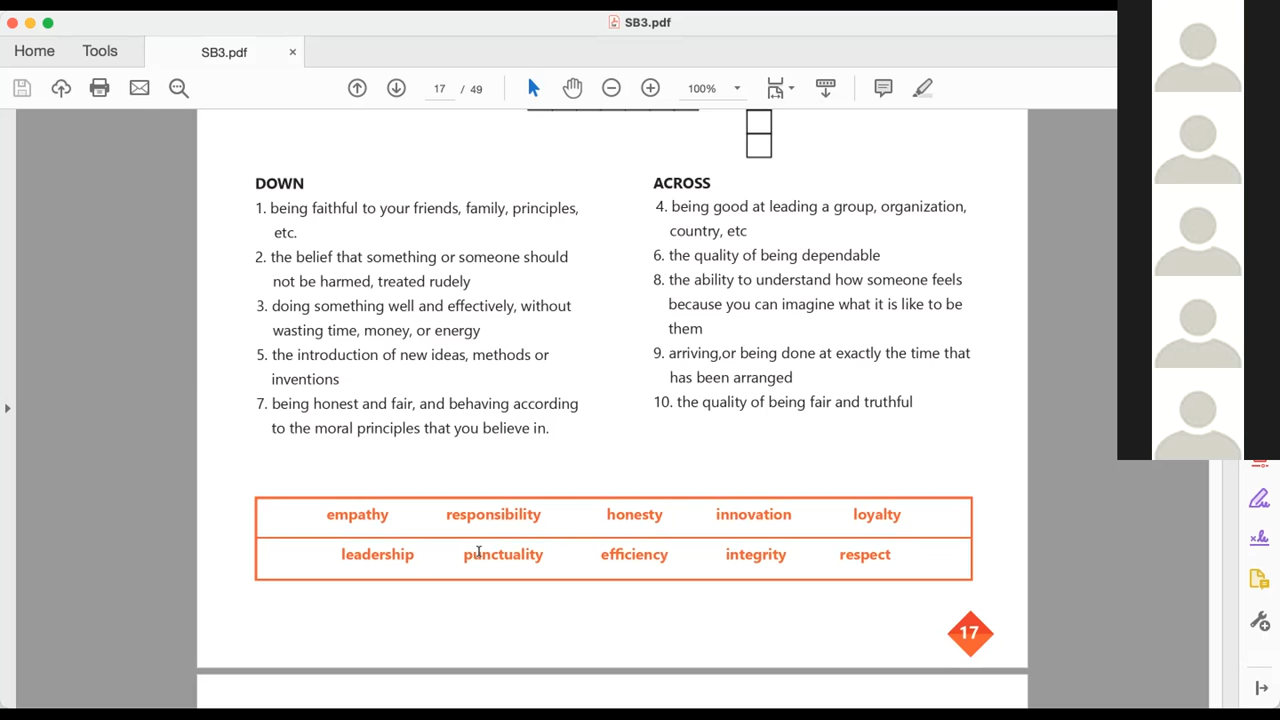 SB3.pdf
Home Tools SB3.pdf ×
17 / 49 100%
DOWN
1. being faithful to your friends, family, principles,
etc.
2. the belief that something or someone should
not be harmed, treated rudely
3. doing something well and effectively, without
wasting time, money, or energy
5. the introduction of new ideas, methods or
inventions
7. being honest and fair, and behaving according
to the moral principles that you believe in.
ACROSS
4. being good at leading a group, organization,
country, etc
6. the quality of being dependable
8. the ability to understand how someone feels
because you can imagine what it is like to be
them
9. arriving,or being done at exactly the time that
has been arranged
10. the quality of being fair and truthful
empathy responsibility honesty innovation loyalty
leadership punctuality efficiency integrity respect
17